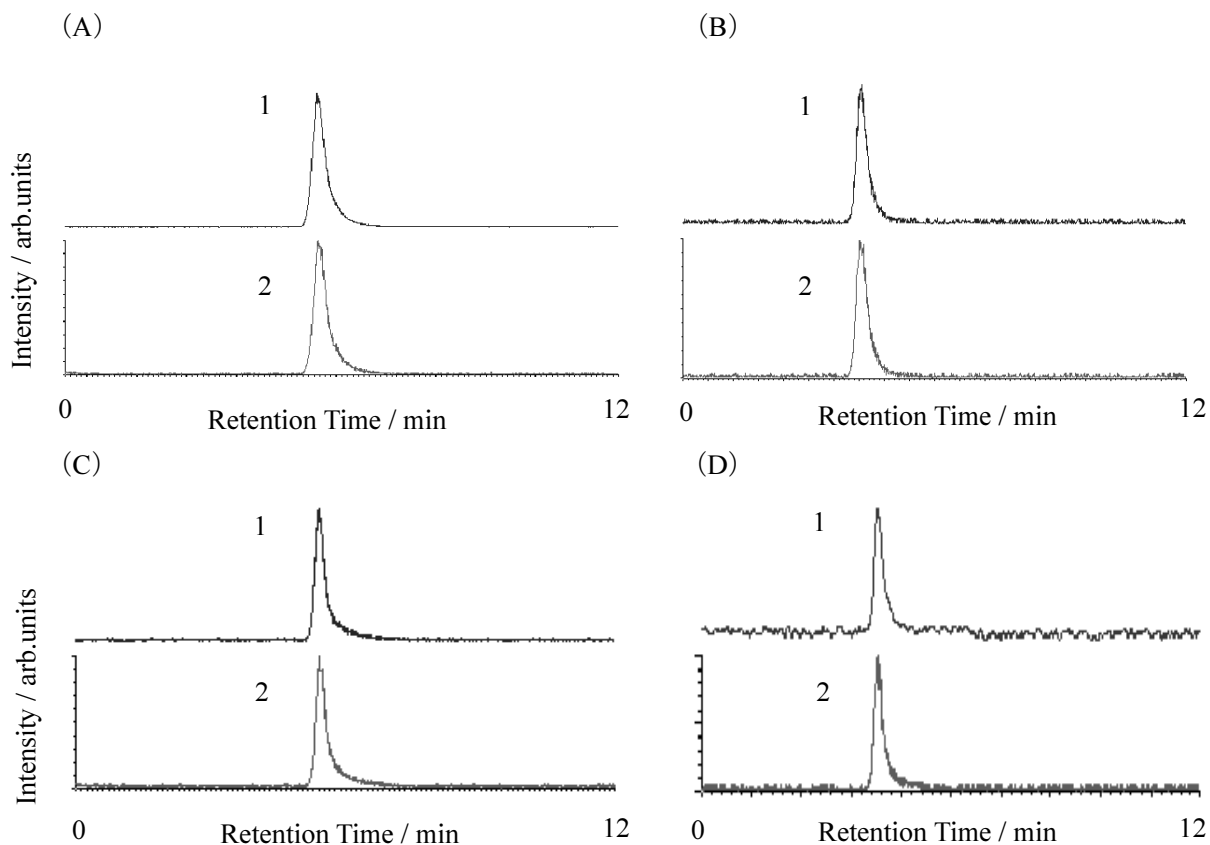 (A)
1
2
Intensity / arb.units
0
12
Retention Time / min
(B)
1
2
0
12
Retention Time / min
(C)
1
2
Intensity / arb.units
0
12
Retention Time / min
(D)
1
2
0
12
Retention Time / min